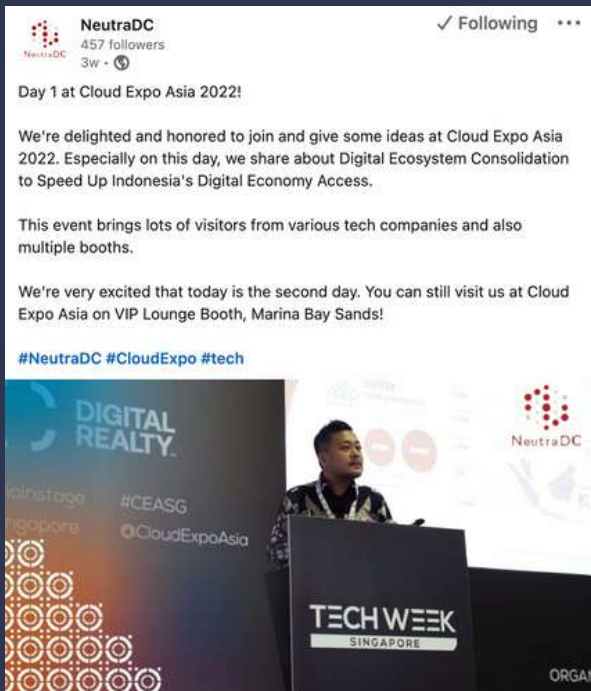 NeutraDC
457 followers
3w
Following
NeutraDC
Day 1 at Cloud Expo Asia 2022!
We're delighted and honored to join and give some ideas at Cloud Expo Asia
2022. Especially on this day, we share about Digital Ecosystem Consolidation
to Speed Up Indonesia's Digital Economy Access.
This event brings lots of visitors from various tech companies and also
multiple booths.
We're very excited that today is the second day. You can still visit us at Cloud
Expo Asia on VIP Lounge Booth, Marina Bay Sands!
#NeutraDC #CloudExpo #tech
DIGITAL
REALTY
NeutraDC
#CEASG
@CloudExpoAsia
TECH WEEK
SINGAPORE